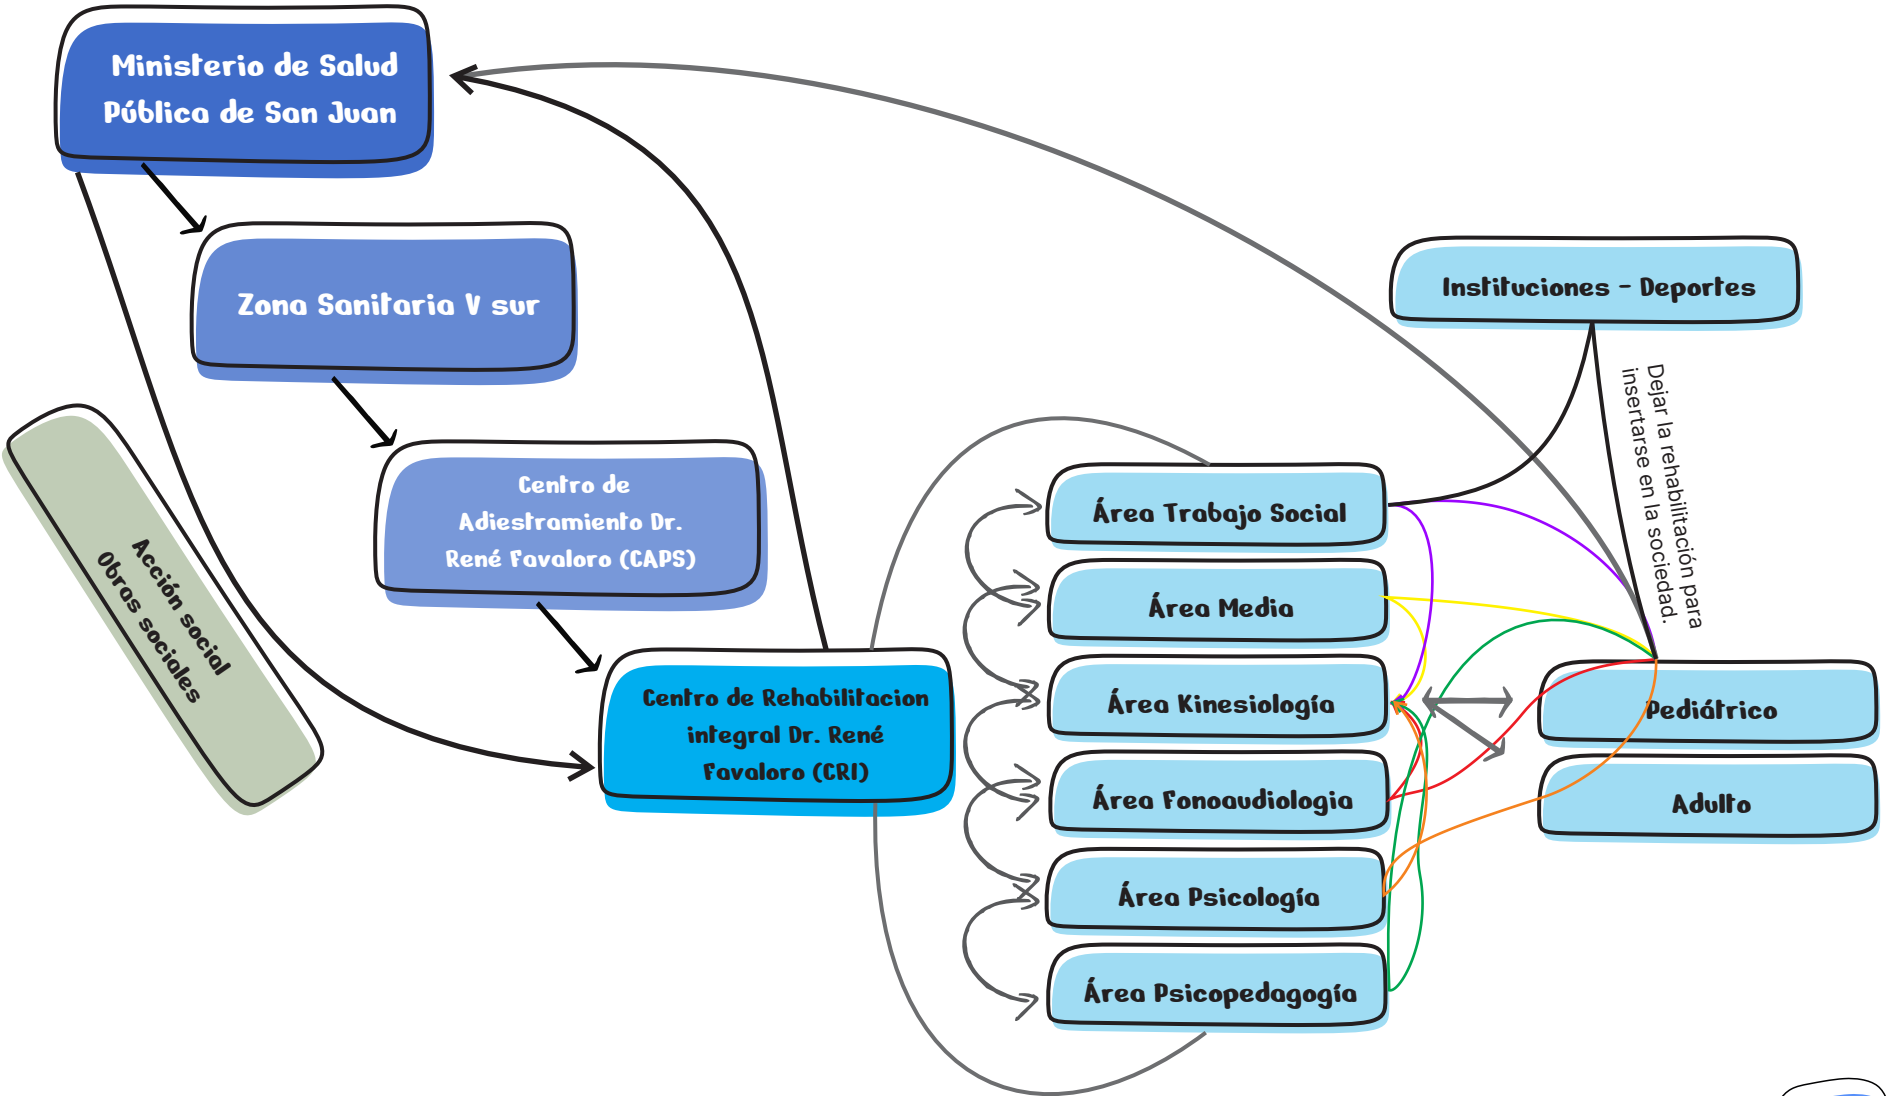 Ministerio de Salud
Pública de San Juan
Zona Sanitaria V sur
Centro de
Adiestramiento Dr.
René Favaloro (CAPS)
Acción social
Obras sociales
Centro de Rehabilitacion
integral Dr. René
Favaloro (CRI)
Instituciones - Deportes
Dejar la rehabilitación para
insertarse en la sociedad.
Área Trabajo Social
Área Media
Área Kinesiología
Área Fonoaudiologia
Área Psicología
Área Psicopedagogía
Pediátrico
Adulto